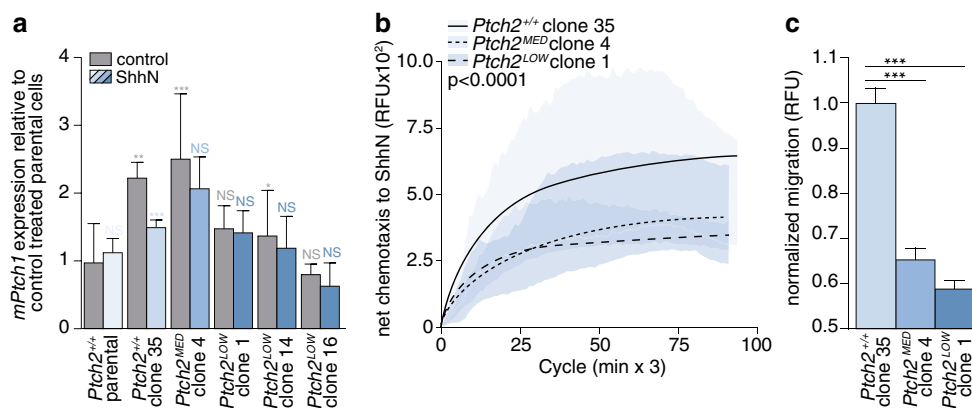 a
mPtch1 expression relative to
control treated parental cells
4
3
2
1
0
control
ShhN
NS
**
***
***
NS
NS
NS
*
NS
NS
NS
Ptch2+/+
parental
Ptch2+/+
clone 35
Ptch2MED
clone 4
Ptch2LOW
clone 1
Ptch2LOW
clone 14
Ptch2LOW
clone 16
b
net chemotaxis to ShhN (RFUx10²)
10.0
7.5
5.0
2.5
0
Ptch2+/+ clone 35
Ptch2MED clone 4
Ptch2LOW clone 1
p<0.0001
0
25
50
75
100
Cycle (min x 3)
c
normalized migration (RFU)
1.0
1.1
0.9
0.8
0.7
0.6
0.5
***
***
Ptch2+/+
clone 35
Ptch2MED
clone 4
Ptch2LOW
clone 1